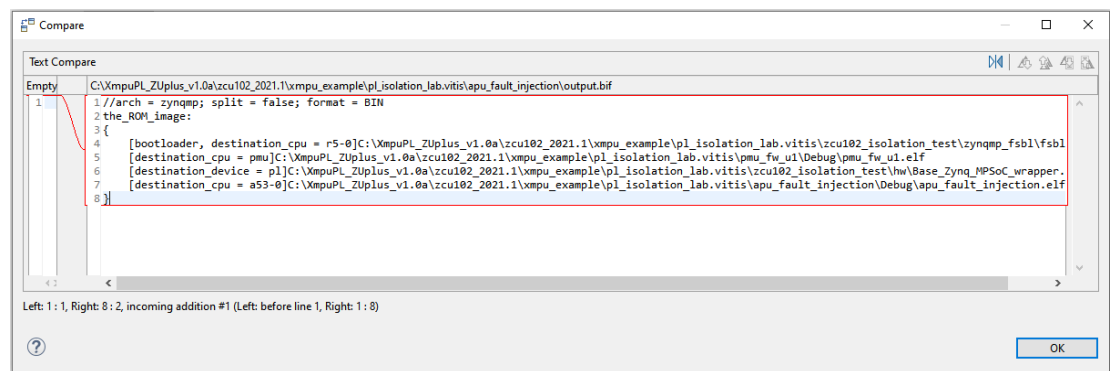 Compare
Text Compare
Empty
C:\XmpuPL_ZUplus_v1.0a\zcu102_2021.1\xmpu_example\pl_isolation_lab.vitis\apu_fault_injection\output.bif
1
1 //arch = zynqmp; split = false; format = BIN
2 the_ROM_image:
3 {
4 [bootloader, destination_cpu = r5-0]C:\XmpuPL_ZUplus_v1.0a\zcu102_2021.1\xmpu_example\pl_isolation_lab.vitis\zcu102_isolation_test\zynqmp_fsbl\fsbl
5 [destination_cpu = pmu]C:\XmpuPL_ZUplus_v1.0a\zcu102_2021.1\xmpu_example\pl_isolation_lab.vitis\pmu_fw_u1\Debug\pmu_fw_u1.elf
6 [destination_device = pl]C:\XmpuPL_ZUplus_v1.0a\zcu102_2021.1\xmpu_example\pl_isolation_lab.vitis\zcu102_isolation_test\hw\Base_Zynq_MPSoC_wrapper.
7 [destination_cpu = a53-0]C:\XmpuPL_ZUplus_v1.0a\zcu102_2021.1\xmpu_example\pl_isolation_lab.vitis\apu_fault_injection\Debug\apu_fault_injection.elf
8 }
Left: 1 : 1, Right: 8 : 2, incoming addition #1 (Left: before line 1, Right: 1 : 8)
OK